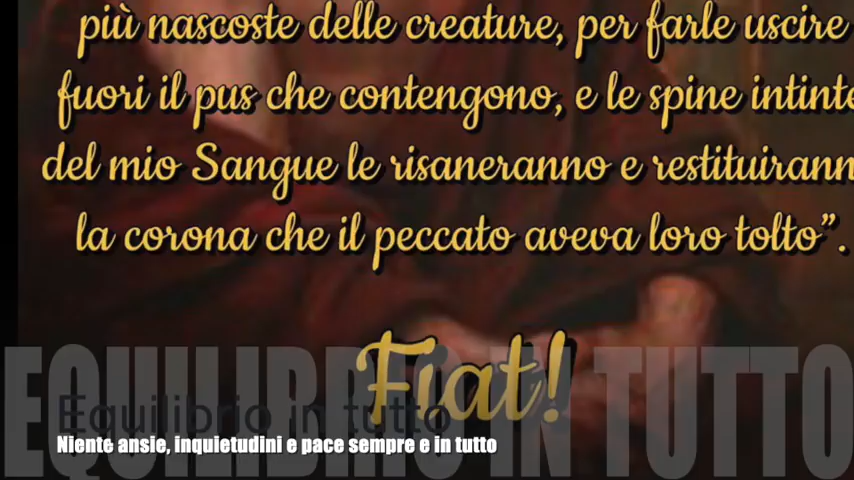 più nascoste delle creature, per farle uscire
fuori il pus che contengono, e le spine intinte
del mio Sangue le risaneranno e restituirann
la corona che il peccato aveva loro tolto”.
Fiat!
EQUILIBRIO IN TUTTO
Equilibrio in tutto
Niente ansie, inquietudini e pace sempre e in tutto